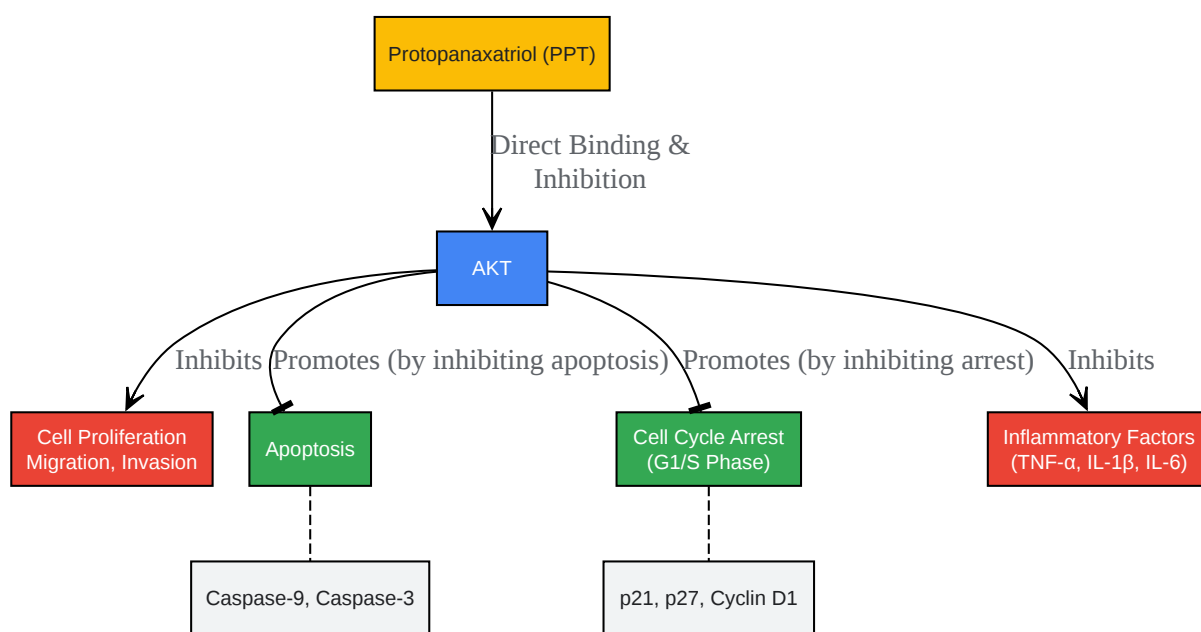 Protopanaxatriol (PPT)
Direct Binding &
Inhibition
AKT
Inhibits
Promotes (by inhibiting apoptosis)
Promotes (by inhibiting arrest)
Inhibits
Cell Proliferation
Migration, Invasion
Apoptosis
Cell Cycle Arrest
(G1/S Phase)
Inflammatory Factors
(TNF-α, IL-1β, IL-6)
Caspase-9, Caspase-3
p21, p27, Cyclin D1